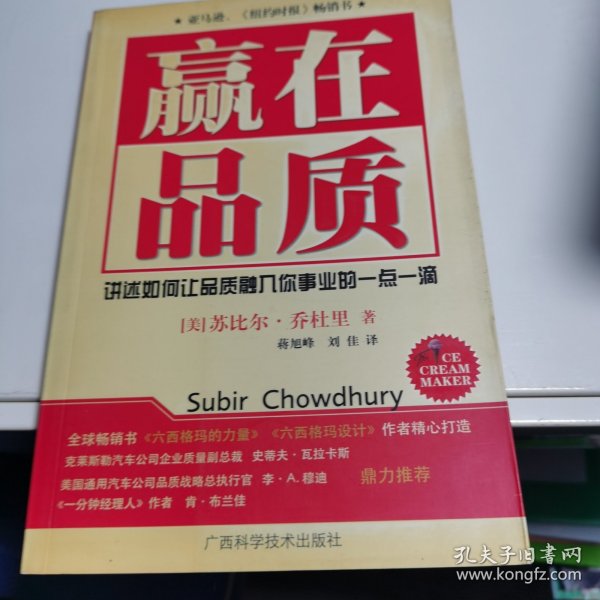 ★ 亚马逊、《纽约时报》畅销书 ★
赢在
品质
讲述如何让品质融入你事业的一点一滴
[美]苏比尔·乔杜里 著
蒋旭峰 刘佳 译
ICE
CREAM
MAKER
Subir Chowdhury
全球畅销书《六西格玛的力量》《六西格玛设计》作者精心打造
克莱斯勒汽车公司企业质量副总裁 史蒂夫·瓦拉卡斯
美国通用汽车公司品质战略总执行官 李·A.穆迪
鼎力推荐
《一分钟经理人》作者 肯·布兰佳
广西科学技术出版社
孔夫子旧书网
www.kongfz.com